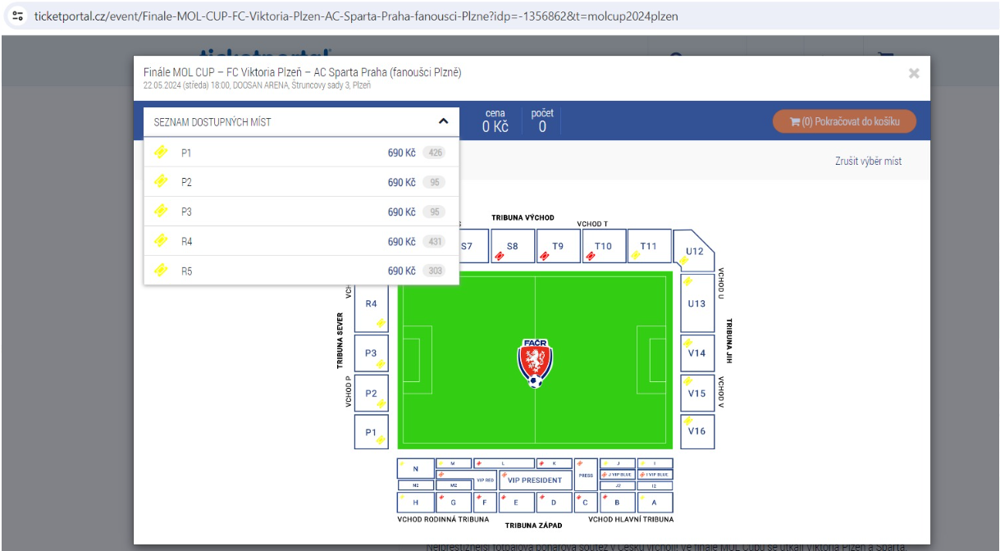 ticketportal.cz/event/Finale-MOL-CUP-FC-Viktoria-Plzen-AC-Sparta-Praha-fanousci-Plzne?idp=-1356862&t=molcup2024plzen
ticketportal
Finále MOL CUP – FC Viktoria Plzeň – AC Sparta Praha (fanoušci Plzně)
22.05.2024 (středa) 18:00, DOOSAN ARENA, Štruncovy sady 3, Plzeň
SEZNAM DOSTUPNÝCH MÍST
cena
0 Kč
počet
0
(0) Pokračovat do košíku
P1 690 Kč 426
P2 690 Kč 95
P3 690 Kč 95
R4 690 Kč 431
R5 690 Kč 303
Zrušit výběr míst
TRIBUNA VÝCHOD
VCHOD T
S7 S8 T9 T10 T11 U12
VCHOD U
R4 U13
TRIBUNA SEVER
TRIBUNA JIH
FAČR
P3 V14
VCHOD P
VCHOD V
P2 V15
P1 V16
N M L K J I
VIP RED VIP PRESIDENT PRESS J VIP BLUE I VIP BLUE
N2 M2 J2 I2
H G F E D C B A
VCHOD RODINNÁ TRIBUNA
TRIBUNA ZÁPAD
VCHOD HLAVNÍ TRIBUNA
Nejprestižnější fotbalová pohárová soutěž v Česku vrcholí! Ve finále MOL Cupu se utkají Viktoria Plzeň a Sparta.